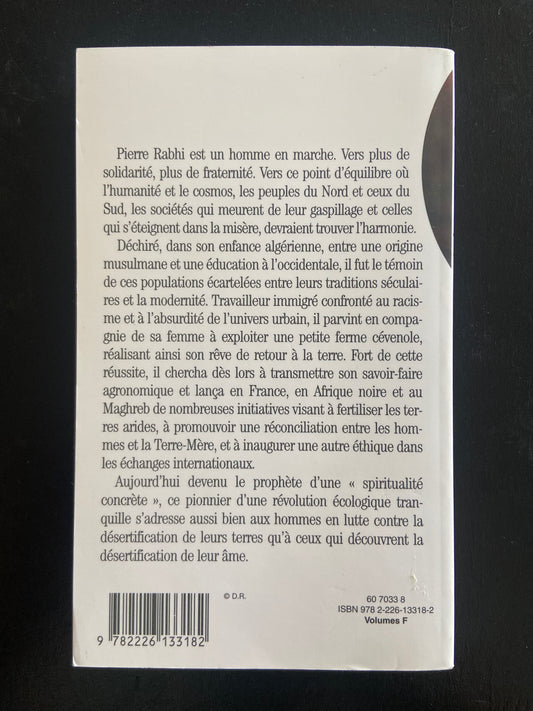 Pierre Rabhi est un homme en marche. Vers plus de
solidarité, plus de fraternité. Vers ce point d'équilibre où
l'humanité et le cosmos, les peuples du Nord et ceux du
Sud, les sociétés qui meurent de leur gaspillage et celles
qui s'éteignent dans la misère, devraient trouver l'harmonie.
Déchiré, dans son enfance algérienne, entre une origine
musulmane et une éducation à l'occidentale, il fut le témoin
de ces populations écartelées entre leurs traditions séculai-
res et la modernité. Travailleur immigré confronté au racis-
me et à l'absurdité de l'univers urbain, il parvint en compa-
gnie de sa femme à exploiter une petite ferme cévenole,
réalisant ainsi son rêve de retour à la terre. Fort de cette
réussite, il chercha dès lors à transmettre son savoir-faire
agronomique et lança en France, en Afrique noire et au
Maghreb de nombreuses initiatives visant à fertiliser les ter-
res arides, à promouvoir une réconciliation entre les hom-
mes et la Terre-Mère, et à inaugurer une autre éthique dans
les échanges internationaux.
Aujourd'hui devenu le prophète d'une « spiritualité
concrète », ce pionnier d'une révolution écologique tran-
quille s'adresse aussi bien aux hommes en lutte contre la
désertification de leurs terres qu'à ceux qui découvrent la
désertification de leur âme.
© D.R.
60 7033 8
ISBN 978 2-226-13318-2
Volumes F
9 782226 133182